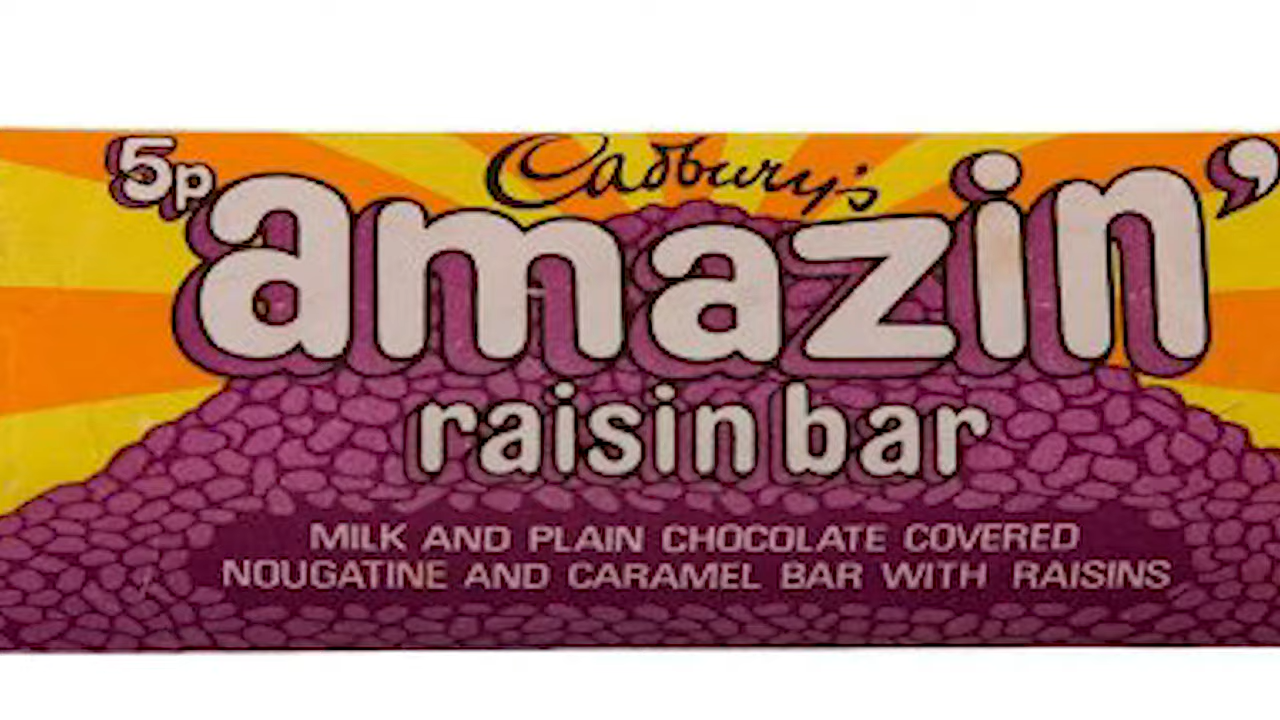 5p
Cadbury's
amazin'
raisin bar
MILK AND PLAIN CHOCOLATE COVERED
NOUGATINE AND CARAMEL BAR WITH RAISINS